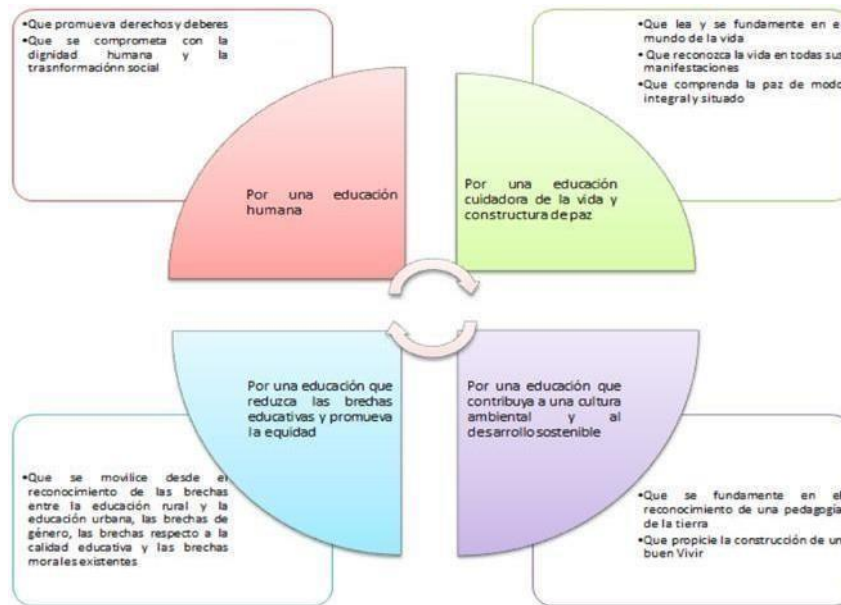 •Que promueva derechos y deberes
•Que se comprometa con la
dignidad humana y la
trasnformaciónn social
•Que lea y se fundamente en el
mundo de la vida
•Que reconozca la vida en todas sus
manifestaciones
•Que comprenda la paz de modo
integral y situado
Por una educación
humana
Por una educación
cuidadora de la vida y
constructura de paz
Por una educación que
reduzca las brechas
educativas y promueva
la equidad
Por una educación que
contribuya a una cultura
ambiental y al
desarrollo sostenible
•Que se movilice desde el
reconocimiento de las brechas
entre la educación rural y la
educación urbana, las brechas de
género, las brechas respecto a la
calidad educativa y las brechas
morales existentes
•Que se fundamente en el
reconocimiento de una pedagogía
de la tierra
•Que propicie la construcción de un
buen Vivir